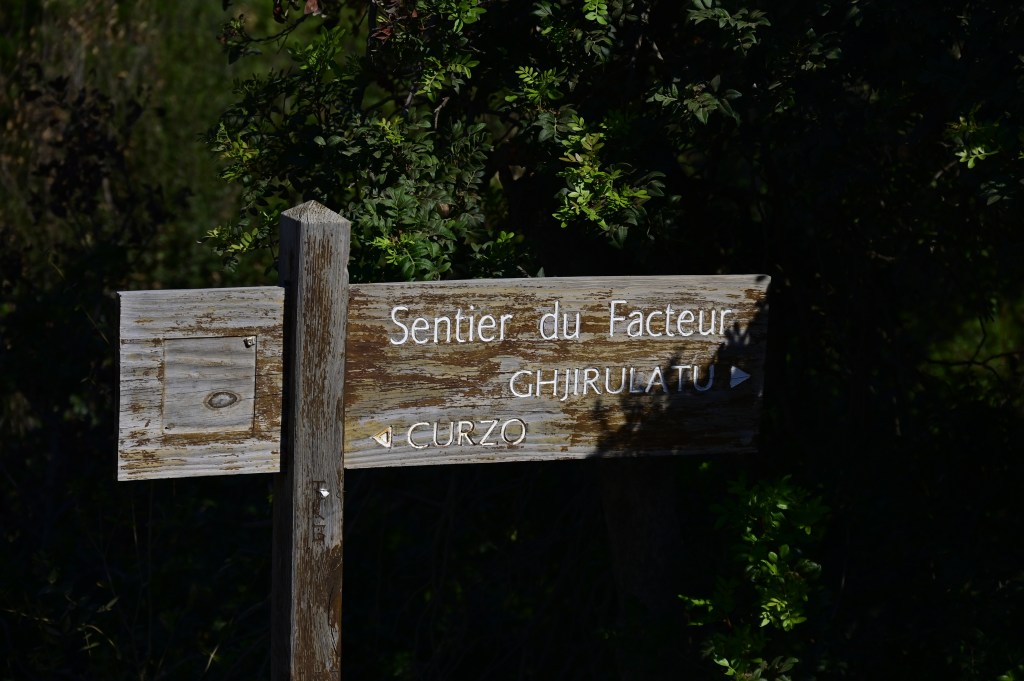 Sentier du Facteur
GHJIRULATU
CURZO